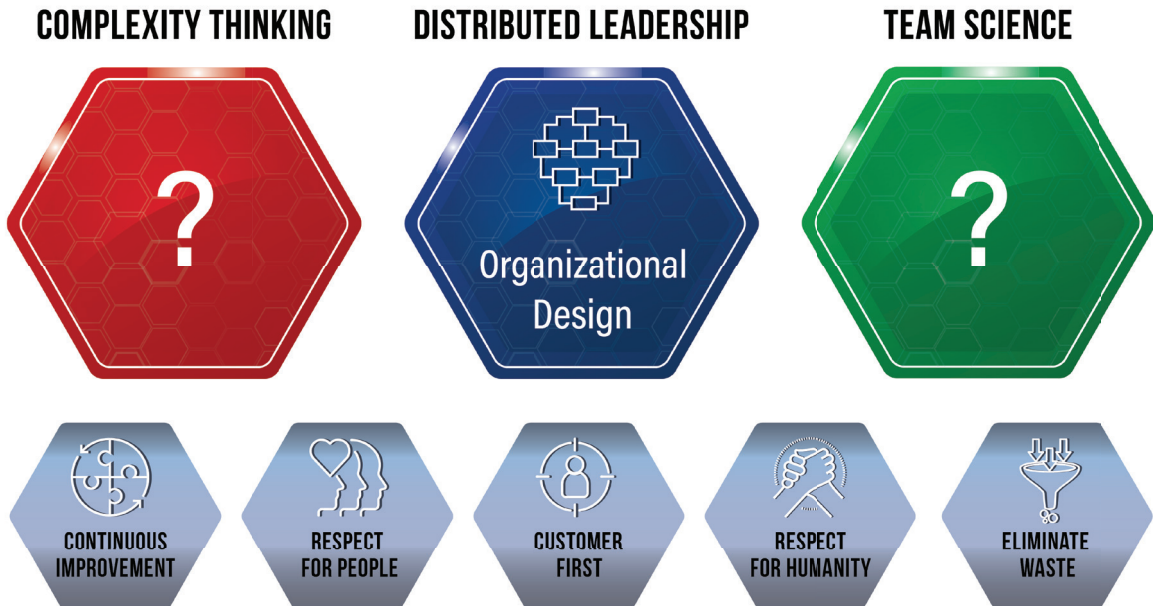 COMPLEXITY THINKING
DISTRIBUTED LEADERSHIP
TEAM SCIENCE
?
Organizational
Design
?
CONTINUOUS
IMPROVEMENT
RESPECT
FOR PEOPLE
CUSTOMER
FIRST
RESPECT
FOR HUMANITY
ELIMINATE
WASTE